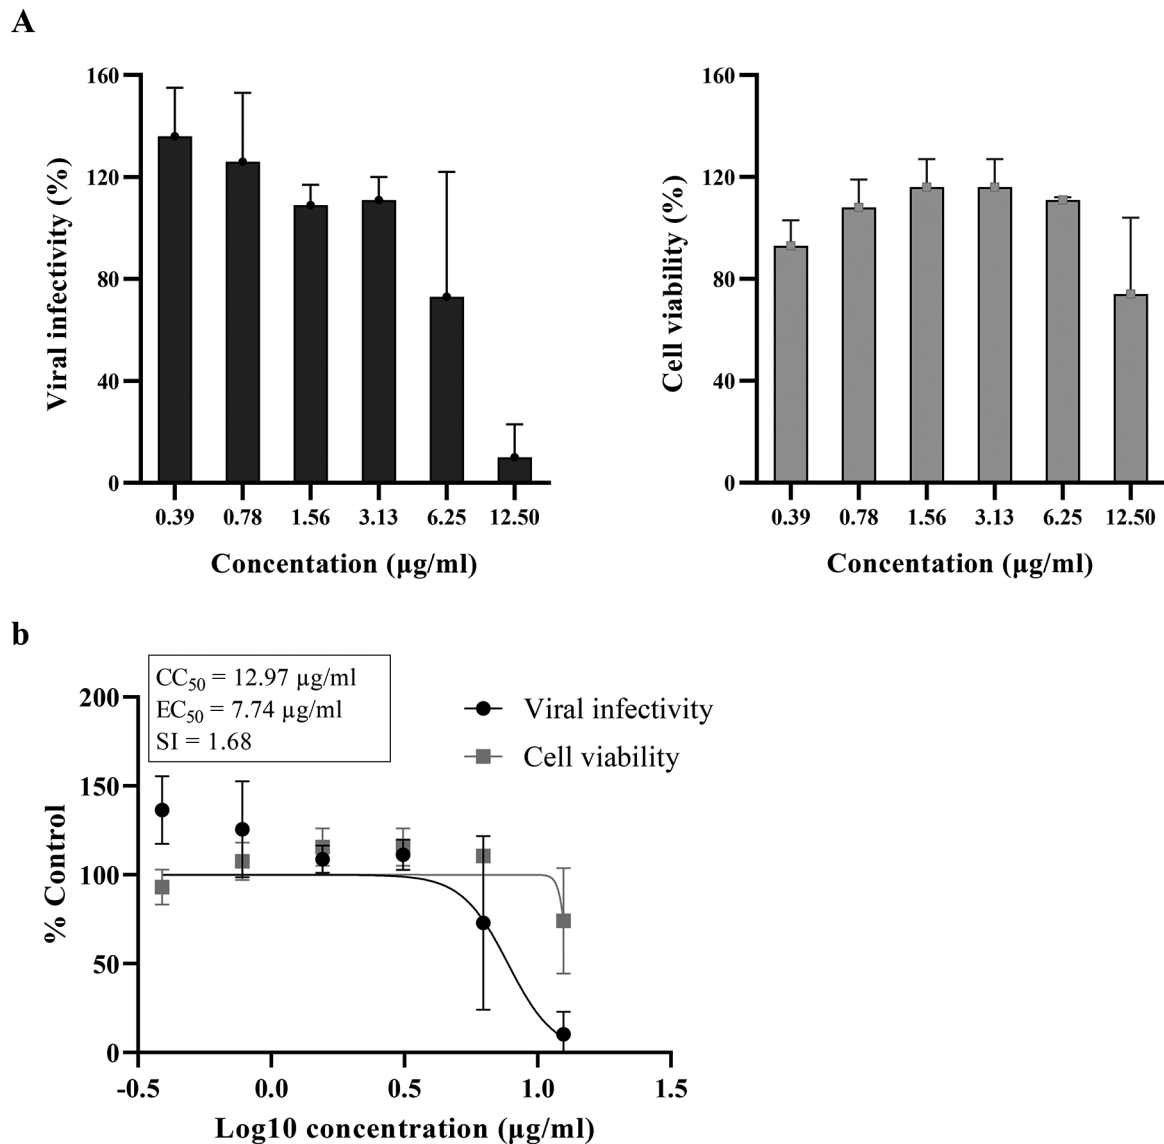 A
160
120
80
40
0
Viral infectivity (%)
0.39 0.78 1.56 3.13 6.25 12.50
Concentation (µg/ml)
160
120
80
40
0
Cell viability (%)
0.39 0.78 1.56 3.13 6.25 12.50
Concentration (µg/ml)
b
CC50 = 12.97 µg/ml
EC50 = 7.74 µg/ml
SI = 1.68
Viral infectivity
Cell viability
200
150
100
50
0
% Control
-0.5 0.0 0.5 1.0 1.5
Log10 concentration (µg/ml)